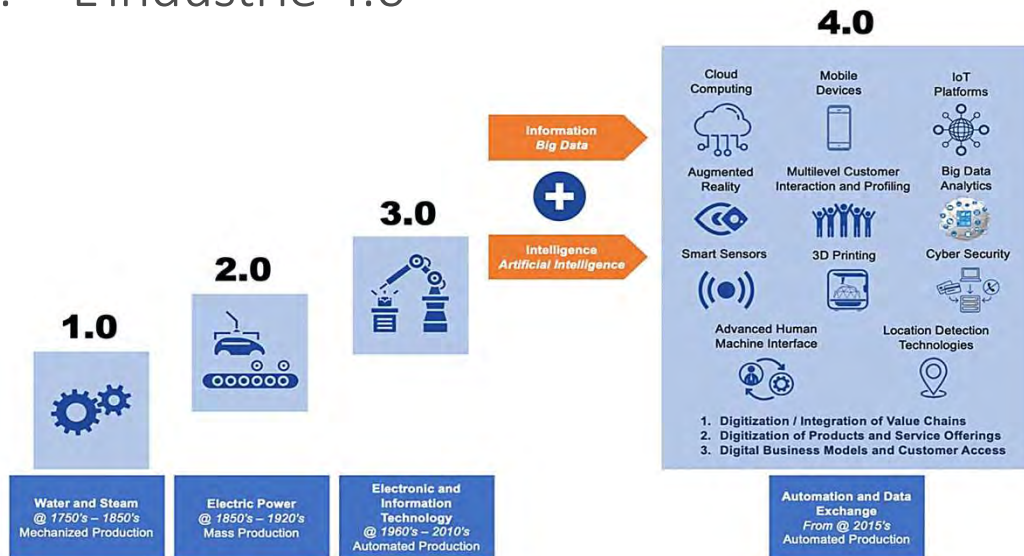 L'industrie 4.0
4.0
Cloud
Computing
Mobile
Devices
IoT
Platforms
Information
Big Data
Augmented
Reality
Multilevel Customer
Interaction and Profiling
Big Data
Analytics
3.0
Intelligence
Artificial Intelligence
Smart Sensors
3D Printing
Cyber Security
2.0
1.0
Advanced Human
Machine Interface
Location Detection
Technologies
1. Digitization / Integration of Value Chains
2. Digitization of Products and Service Offerings
3. Digital Business Models and Customer Access
Water and Steam
@ 1750's – 1850's
Mechanized Production
Electric Power
@ 1850's – 1920's
Mass Production
Electronic and
Information
Technology
@ 1960's – 2010's
Automated Production
Automation and Data
Exchange
From @ 2015's
Automated Production